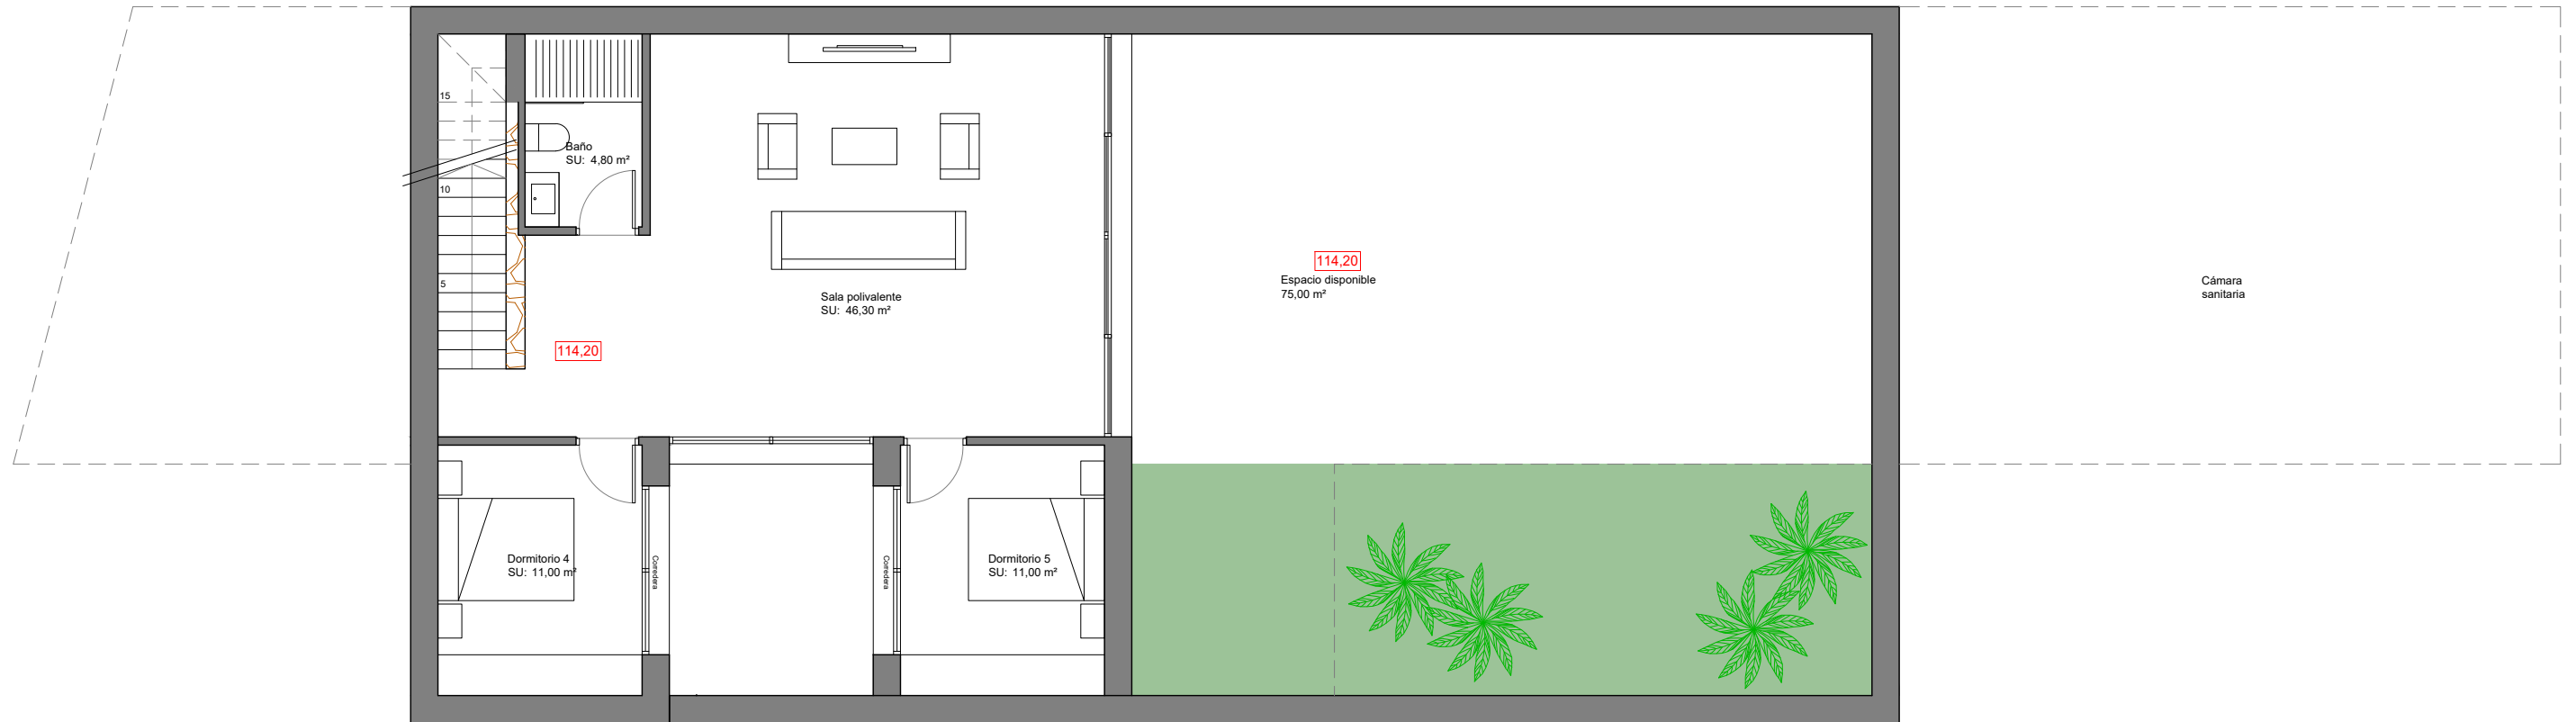 15
Baño
SU: 4,80 m²
10
114,20
Espacio disponible
75,00 m²
Cámara
sanitaria
5
Sala polivalente
SU: 46,30 m²
114,20
Dormitorio 4
SU: 11,00 m²
Corredera
Corredera
Dormitorio 5
SU: 11,00 m²